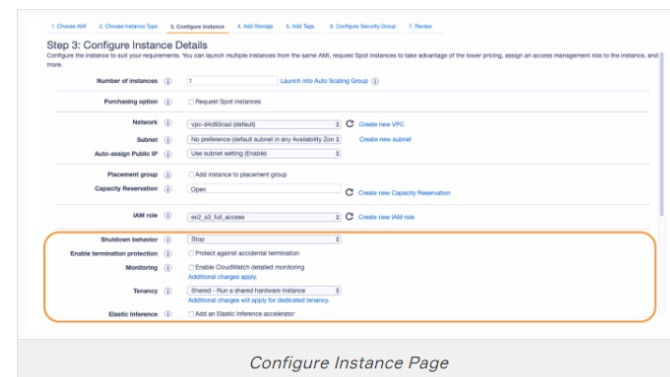 1. Choose AMI 2. Choose Instance Type 3. Configure Instance 4. Add Storage 5. Add Tags 6. Configure Security Group 7. Review
Step 3: Configure Instance Details
Configure the instance to suit your requirements. You can launch multiple instances from the same AMI, request Spot instances to take advantage of the lower pricing, assign an access management role to the instance, and
more.
Number of instances 1 Launch into Auto Scaling Group
Purchasing option Request Spot instances
Network (default) Create new VPC
Subnet No preference (default subnet in any Availability Zon Create new subnet
Auto-assign Public IP Use subnet setting (Enable)
Placement group Add instance to placement group
Capacity Reservation Open Create new Capacity Reservation
IAM role ec2_s3_full_access Create new IAM role
Shutdown behavior Stop
Enable termination protection Protect against accidental termination
Monitoring Enable CloudWatch detailed monitoring
Additional charges apply.
Tenancy Shared - Run a shared hardware instance
Additional charges will apply for dedicated tenancy.
Elastic Inference Add an Elastic Inference accelerator
Configure Instance Page